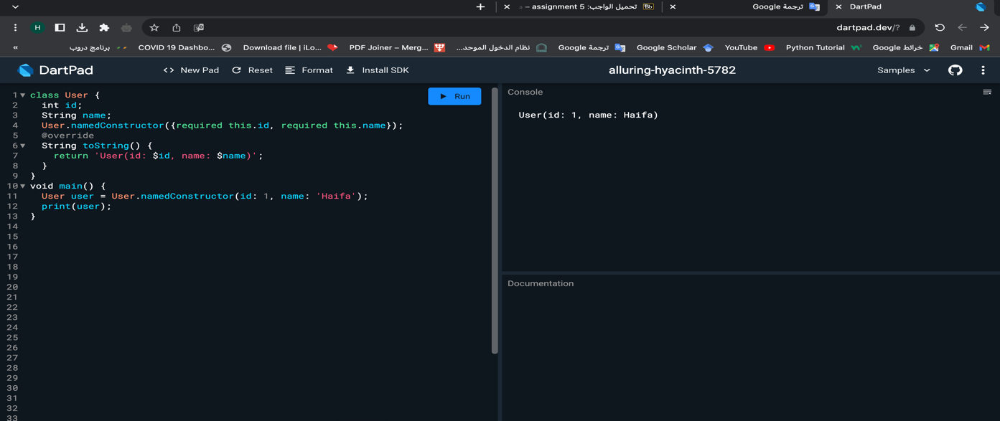 تحميل الواجب: assignment 5 –
ترجمة Google
DartPad
H
dartpad.dev/?
«
برنامج دروب
COVID 19 Dashbo...
Download file | iLo...
PDF Joiner – Merg...
نظام الدخول الموحد...
ترجمة Google
Google Scholar
YouTube
Python Tutorial
خرائط Google
Gmail
DartPad
<> New Pad
Reset
Format
Install SDK
alluring-hyacinth-5782
Samples
Run
1 class User {
2 int id;
3 String name;
4 User.namedConstructor({required this.id, required this.name});
5 @override
6 String toString() {
7 return 'User(id: $id, name: $name)';
8 }
9 }
10 void main() {
11 User user = User.namedConstructor(id: 1, name: 'Haifa');
12 print(user);
13 }
14
15
16
17
18
19
20
21
22
23
24
25
26
27
28
29
30
31
32
33
Console
User(id: 1, name: Haifa)
Documentation